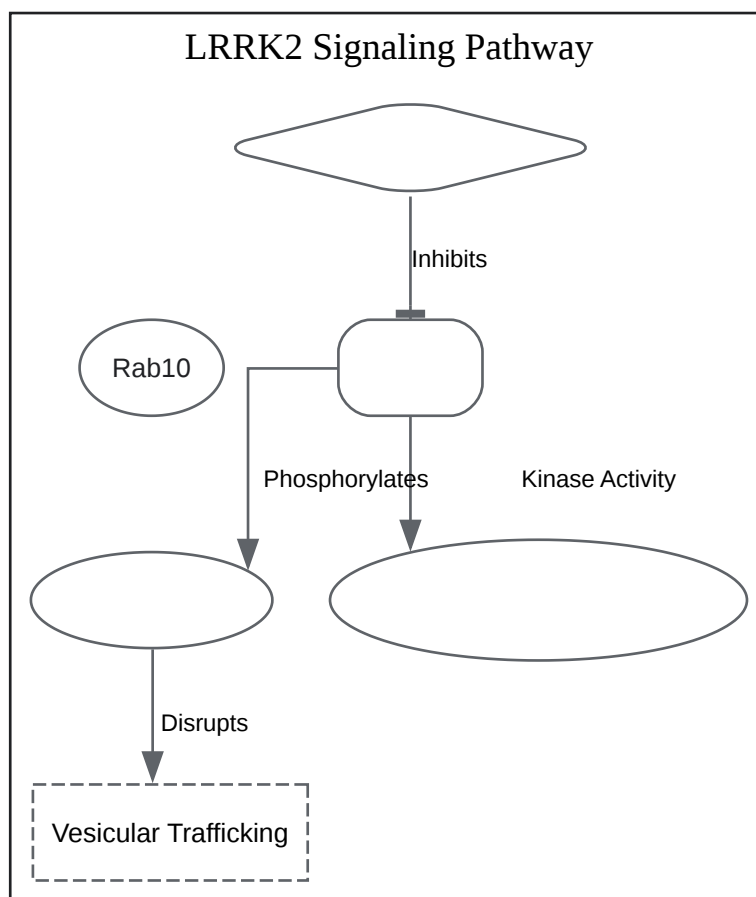 LRRK2 Signaling Pathway
Inhibits
Rab10
Phosphorylates
Kinase Activity
Disrupts
Vesicular Trafficking